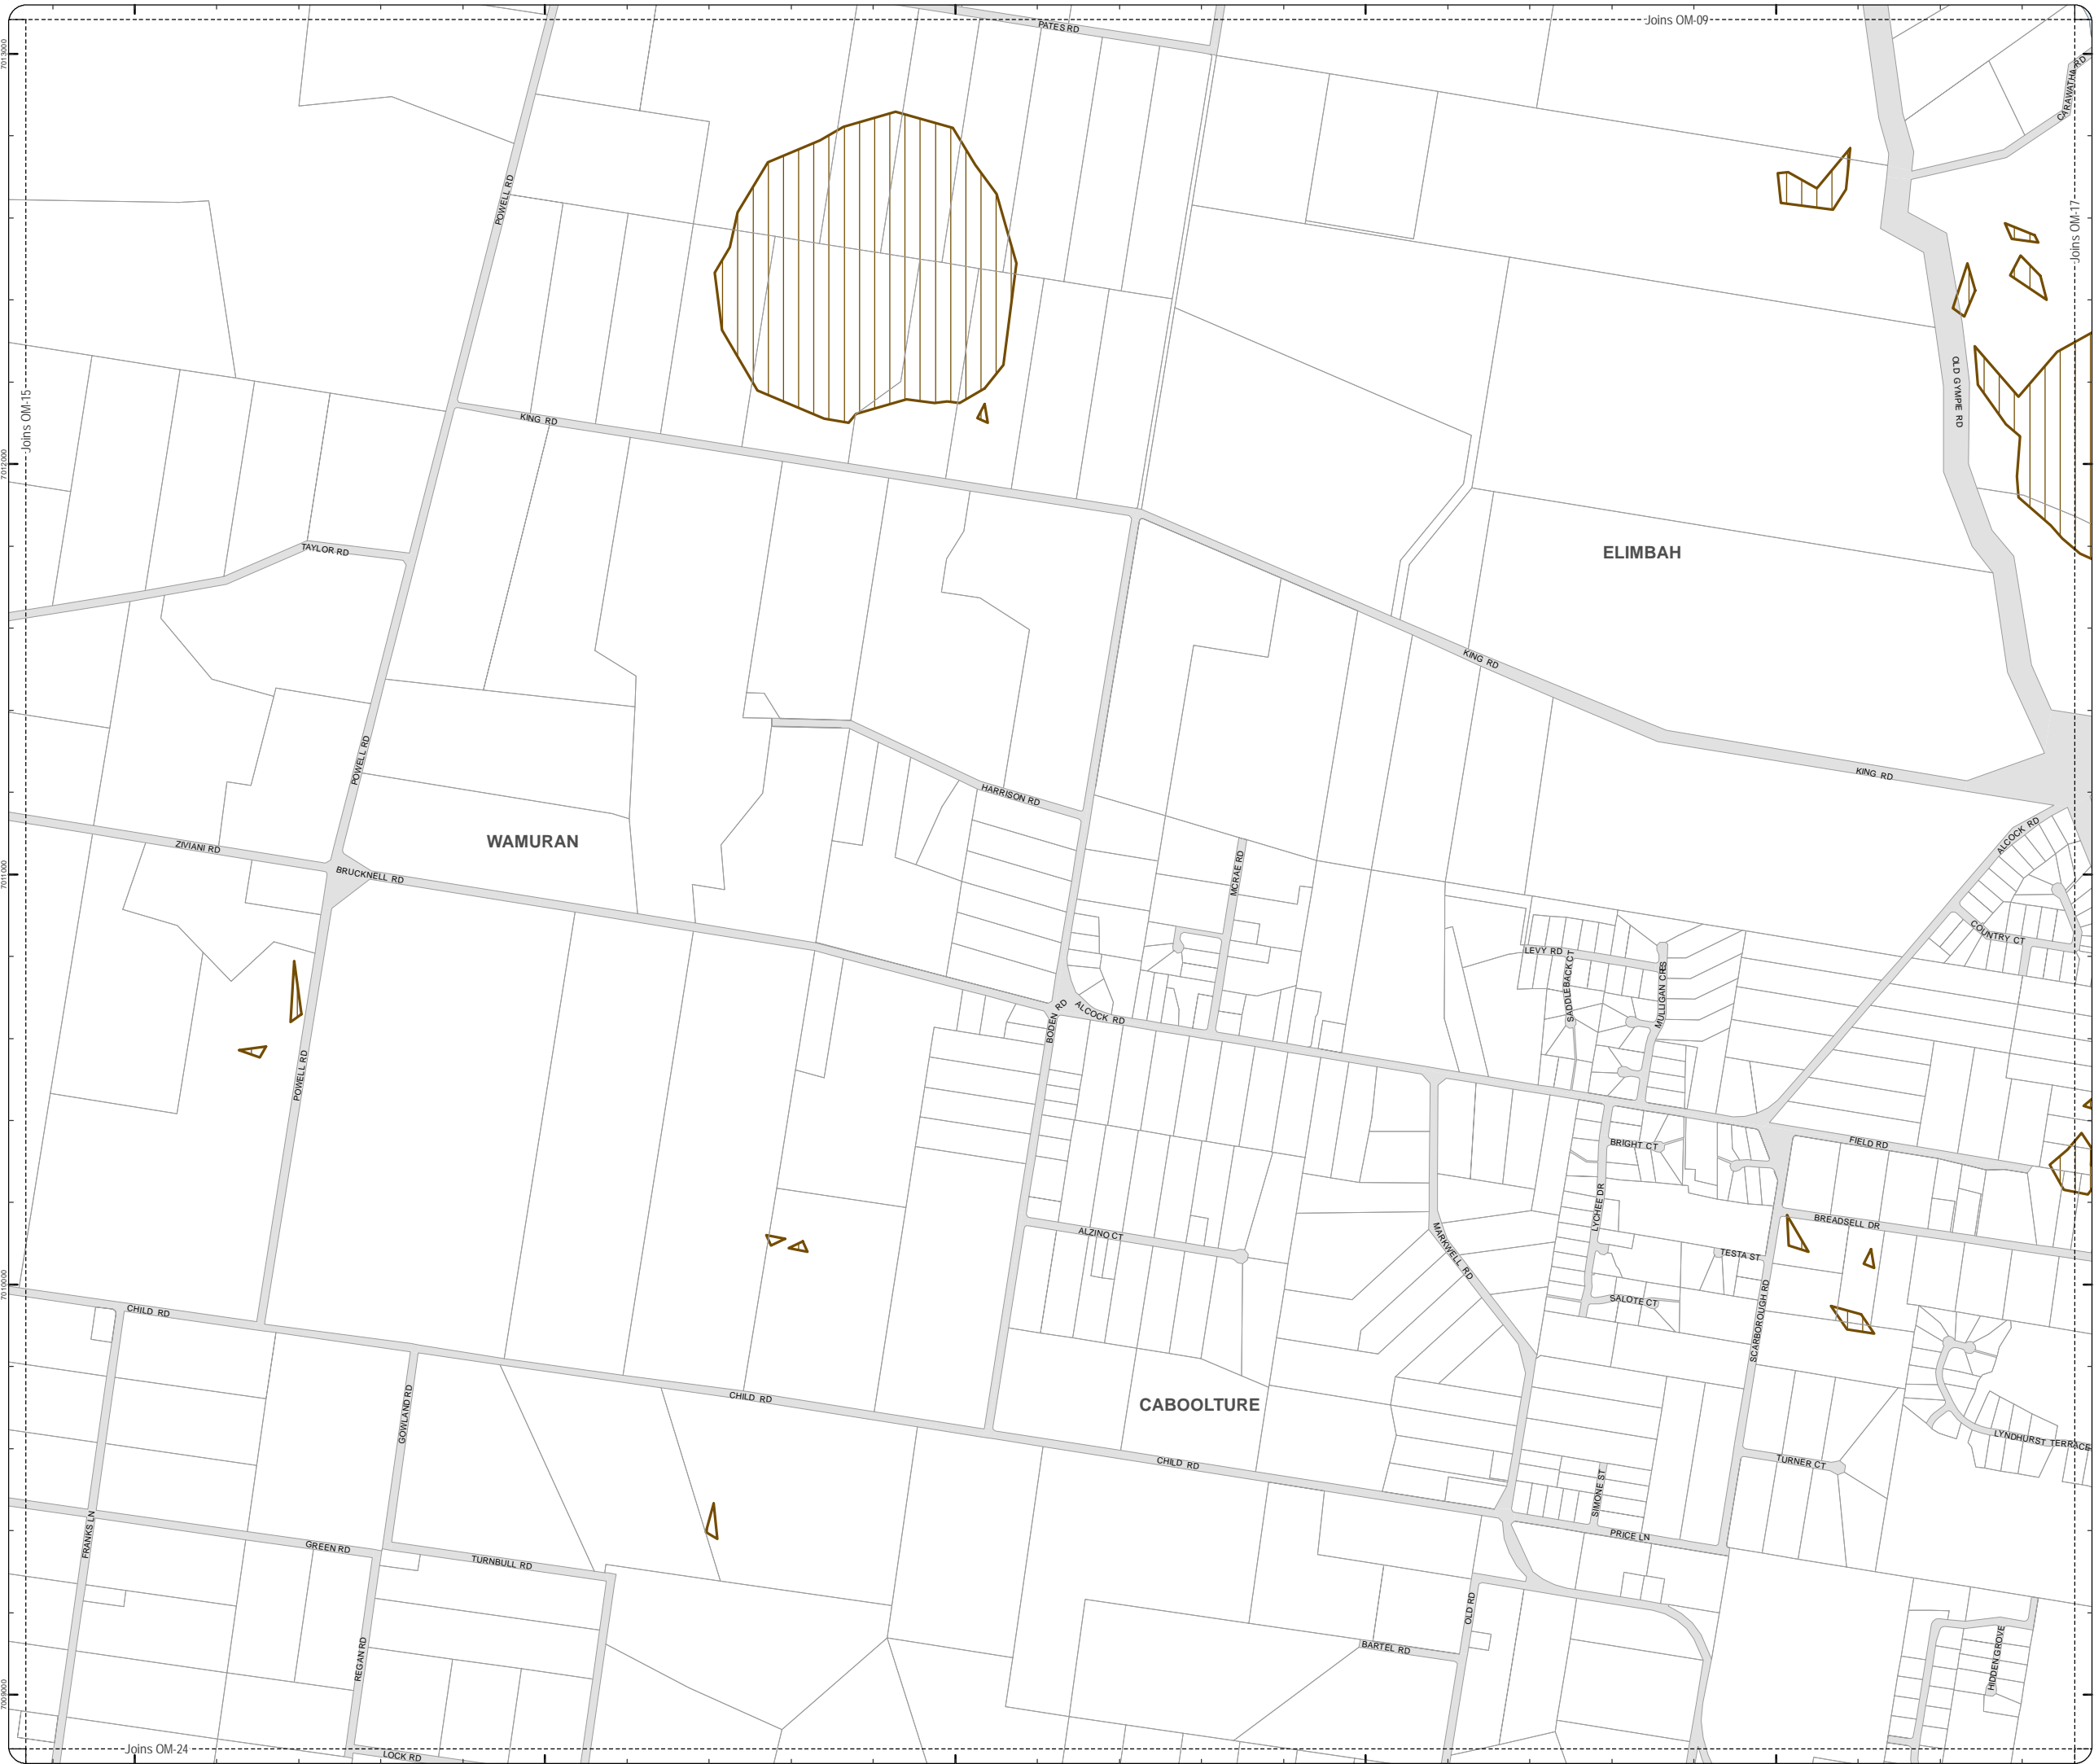 Joins OM-09
PATES RD
7013000
CARAWATHA RD
POWELL RD
Joins OM-17
Joins OM-15
OLD GYMPIE RD
KING RD
7012000
TAYLOR RD
ELIMBAH
KING RD
POWELL RD
KING RD
HARRISON RD
WAMURAN
ALCOCK RD
ZIVIANI RD
BRUCKNELL RD
MCRAE RD
7011000
COUNTRY CT
LEVY RD
SADDLEBACK CT
MULLIGAN CRES
BODEN RD
ALCOCK RD
POWELL RD
BRIGHT CT
FIELD RD
LYCHEE DR
BREADSELL DR
ALZINO CT
MARKWELL RD
TESTA ST
7010000
CHILD RD
SALOTE CT
SCARBOROUGH RD
CHILD RD
CABOOLTURE
GOWLAND RD
LYNDHURST TERRACE
CHILD RD
TURNER CT
SIMONE ST
FRANKS LN
GREEN RD
PRICE LN
TURNBULL RD
OLD RD
BARTEL RD
REGAN RD
HIDDEN GROVE
7009000
Joins OM-24
LOCK RD